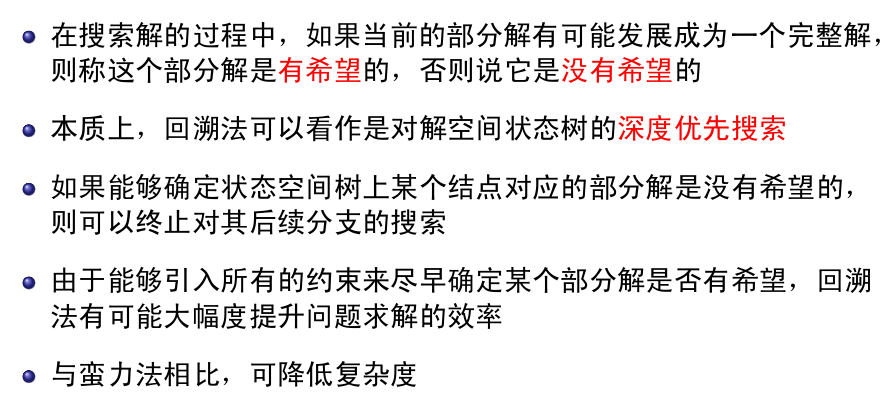 在搜索解的过程中，如果当前的部分解有可能发展成为一个完整解，
则称这个部分解是有希望的，否则说它是没有希望的
本质上，回溯法可以看作是对解空间状态树的深度优先搜索
如果能够确定状态空间树上某个结点对应的部分解是没有希望的，
则可以终止对其后续分支的搜索
由于能够引入所有的约束来尽早确定某个部分解是否有希望，回溯
法有可能大幅度提升问题求解的效率
与蛮力法相比，可降低复杂度